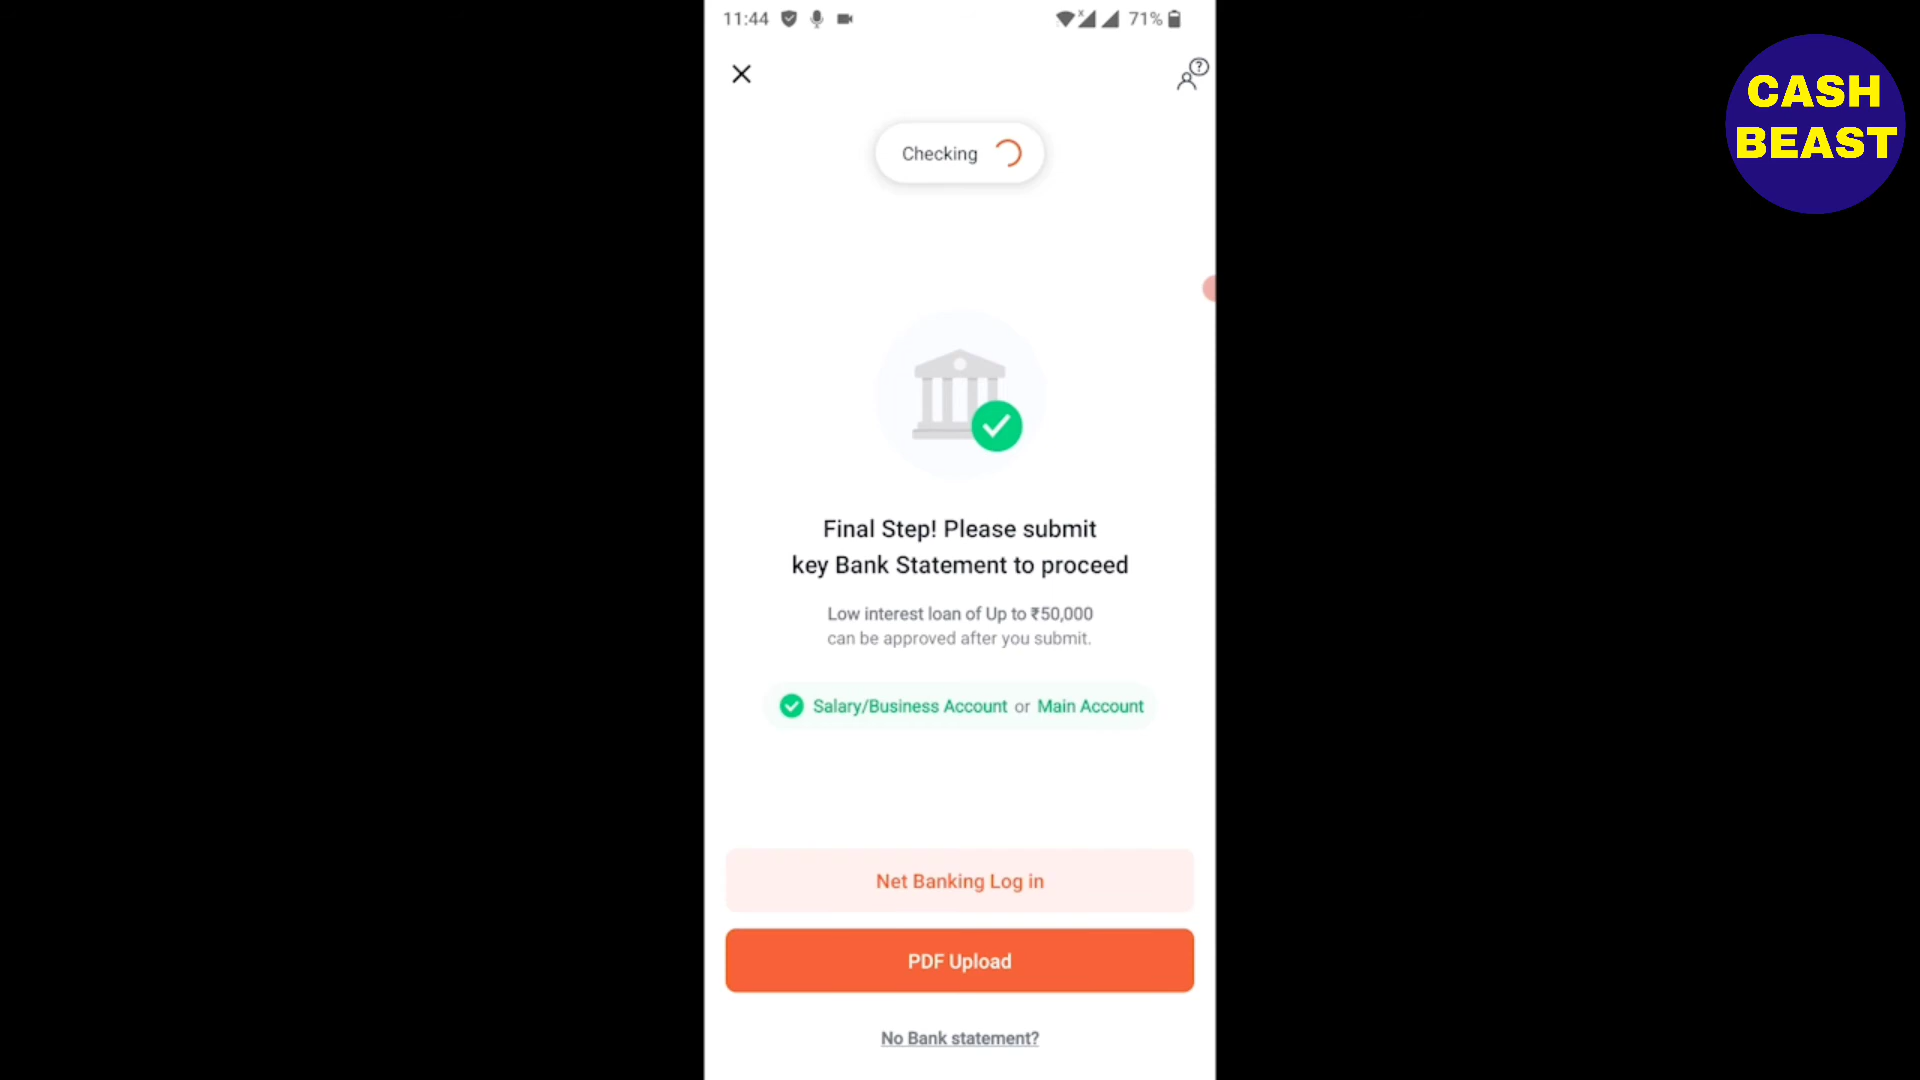 11:44
71%
CASH
BEAST
?
Checking
Final Step! Please submit
key Bank Statement to proceed
Low interest loan of Up to ₹50,000
can be approved after you submit.
Salary/Business Account or Main Account
Net Banking Log in
PDF Upload
No Bank statement?